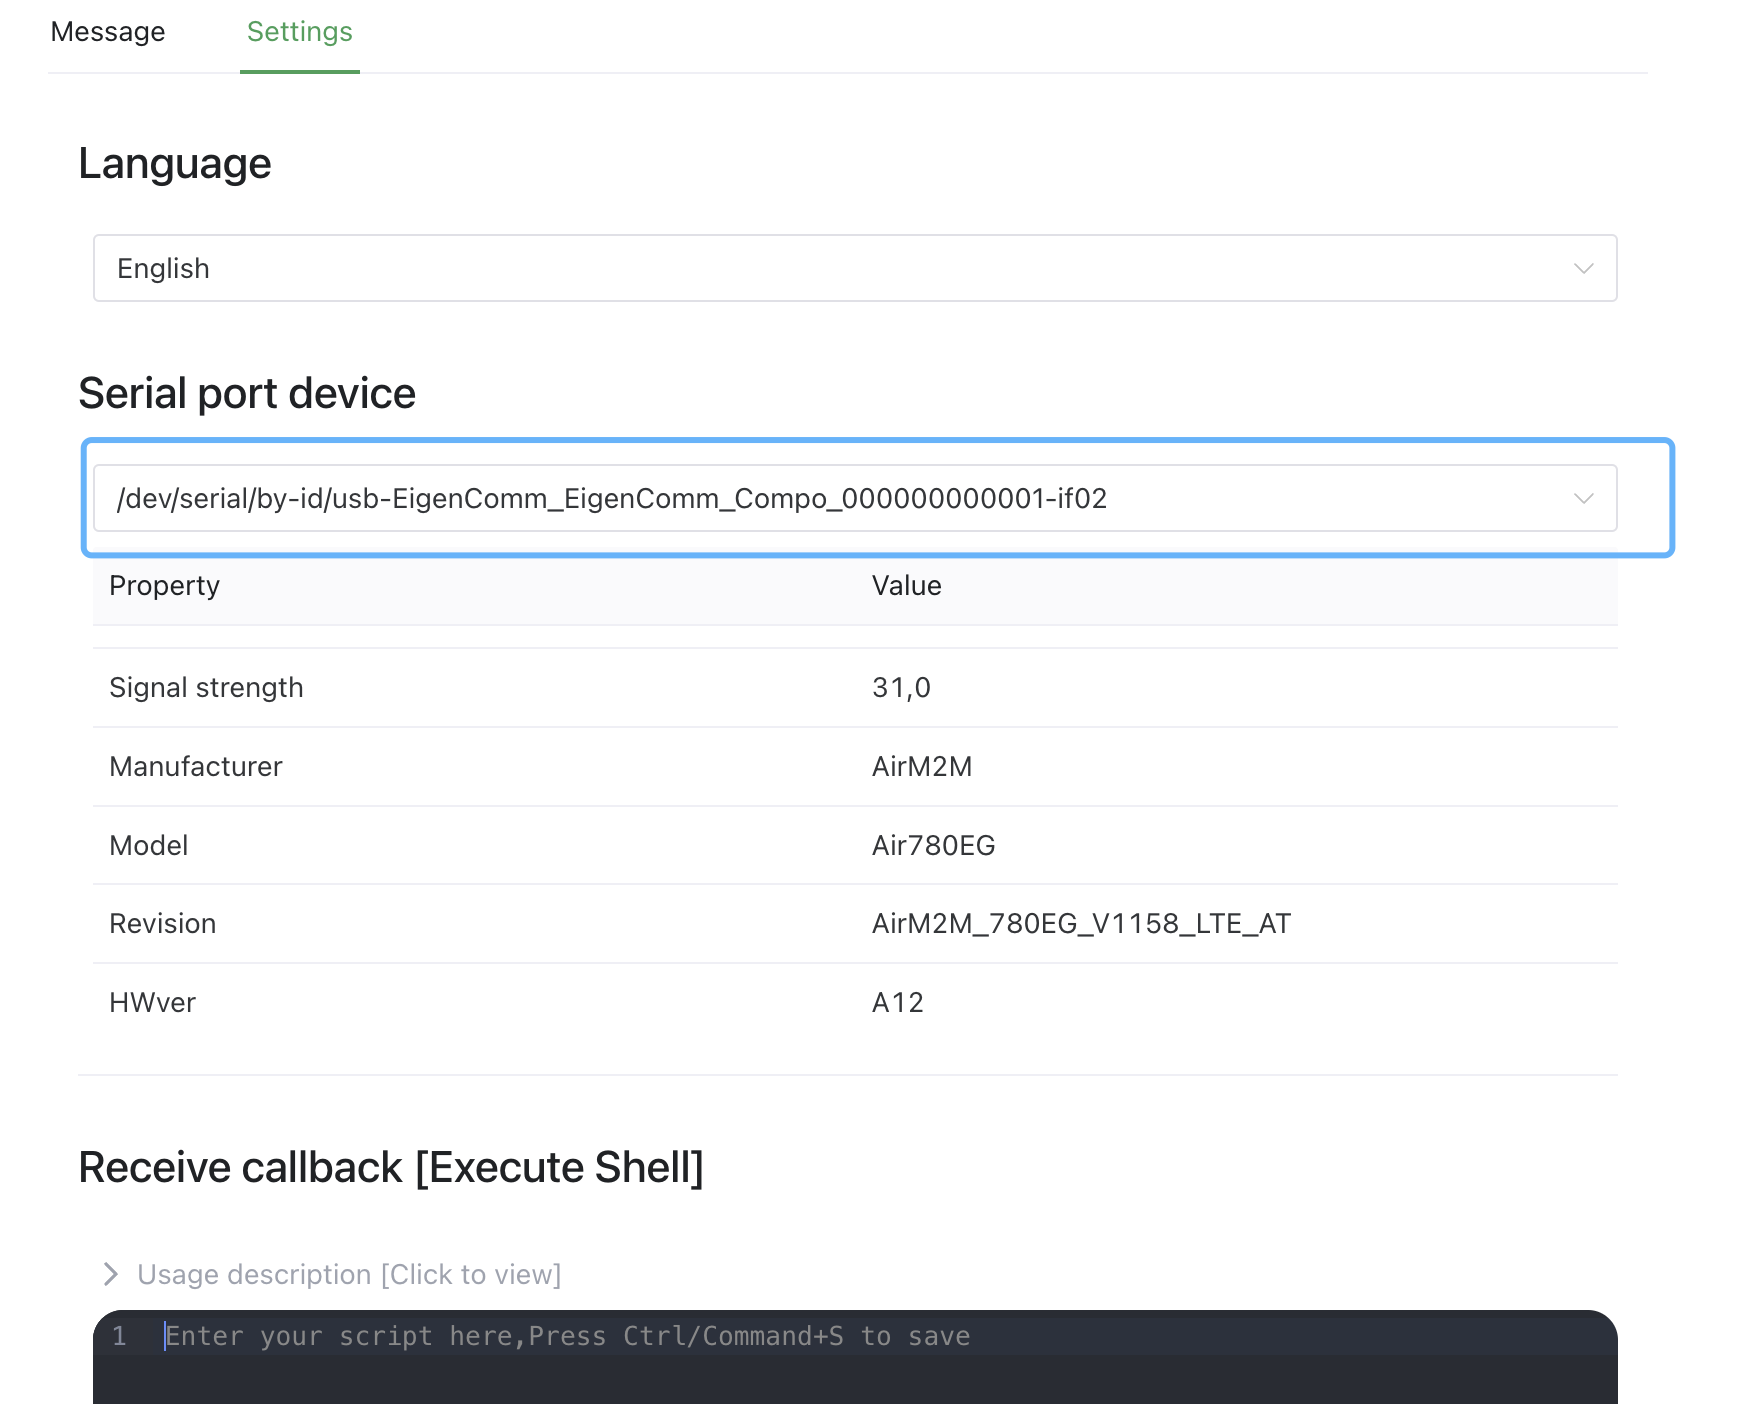 Message Settings
Language
English
Serial port device
/dev/serial/by-id/usb-EigenComm_EigenComm_Compo_000000000001-if02
Property Value
Signal strength 31,0
Manufacturer AirM2M
Model Air780EG
Revision AirM2M_780EG_V1158_LTE_AT
HWver A12
Receive callback [Execute Shell]
Usage description [Click to view]
1 Enter your script here,Press Ctrl/Command+S to save